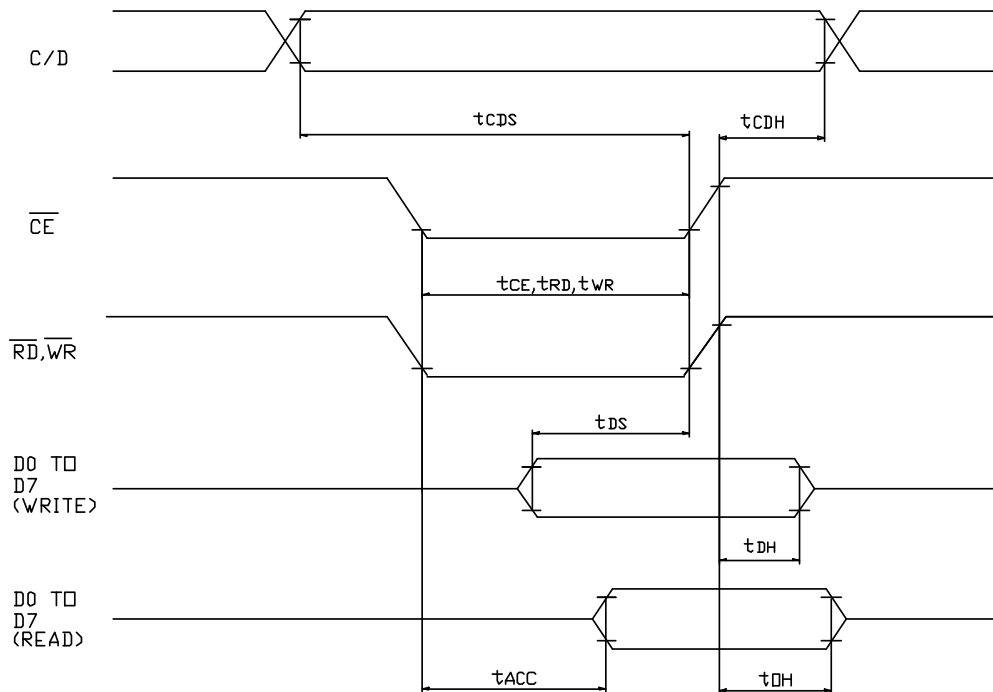 C/D
tCDS
tCDH
CE
tCE,tRD,tWR
RD,WR
tDS
D0 TO
D7
(WRITE)
tDH
D0 TO
D7
(READ)
tACC
tOH